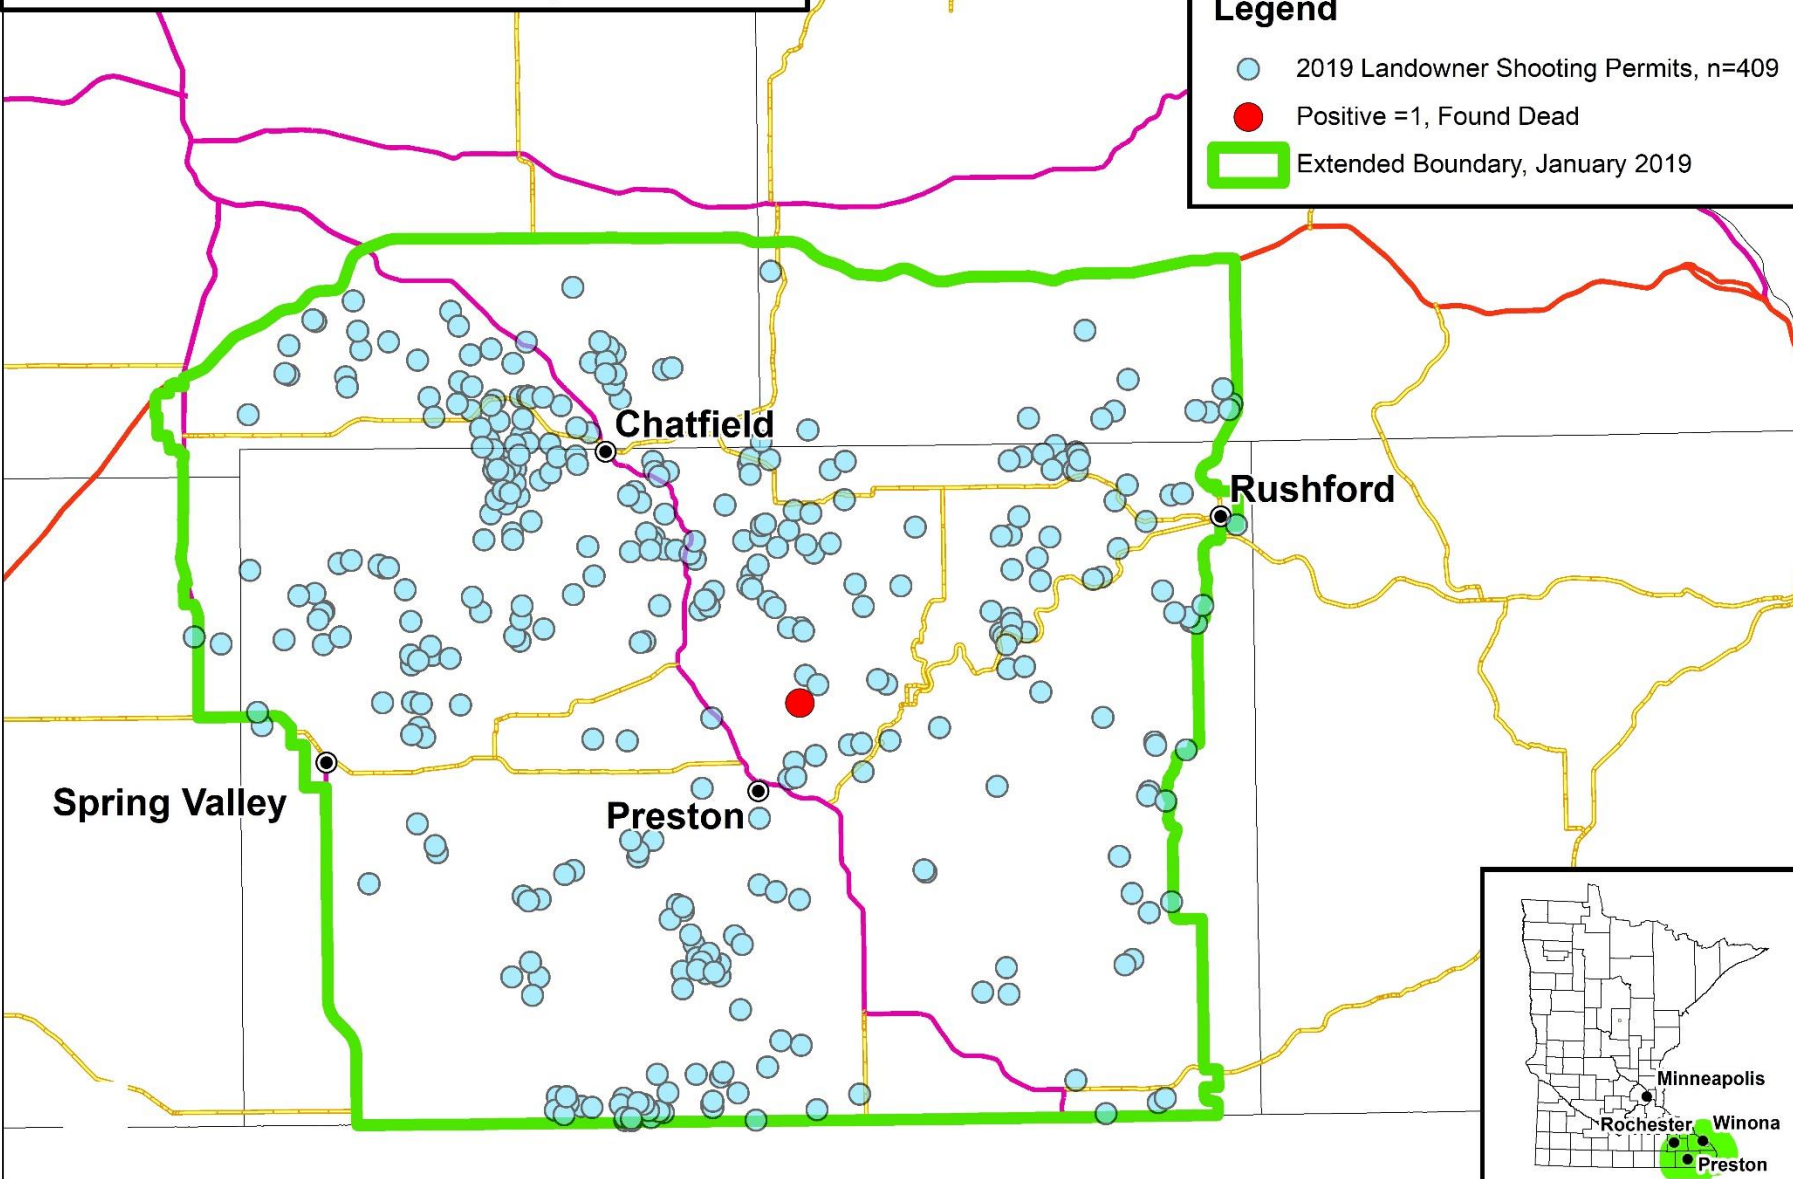 Legend
2019 Landowner Shooting Permits, n=409
Positive =1, Found Dead
Extended Boundary, January 2019
Chatfield
Rushford
Spring Valley
Preston
Minneapolis
Rochester
Winona
Preston